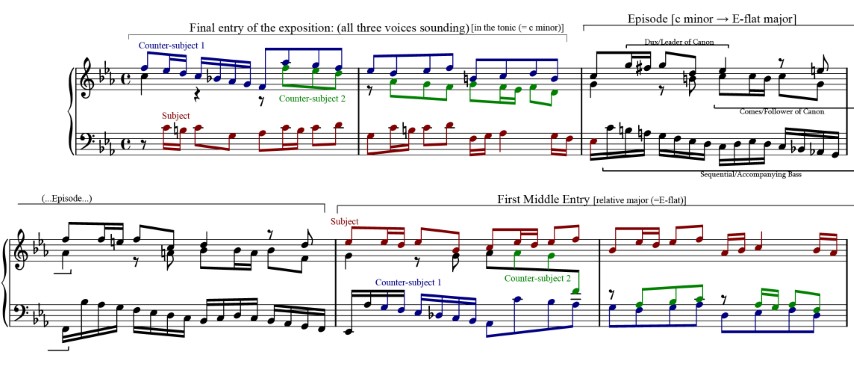 Final entry of the exposition: (all three voices sounding) [in the tonic (= c minor)]
Episode [c minor → E-flat major]
Counter-subject 1
Dux/Leader of Canon
Counter-subject 2
Subject
Comes/Follower of Canon
Sequential/Accompanying Bass
(...Episode...)
First Middle Entry [relative major (=E-flat)]
Subject
Counter-subject 1
Counter-subject 2